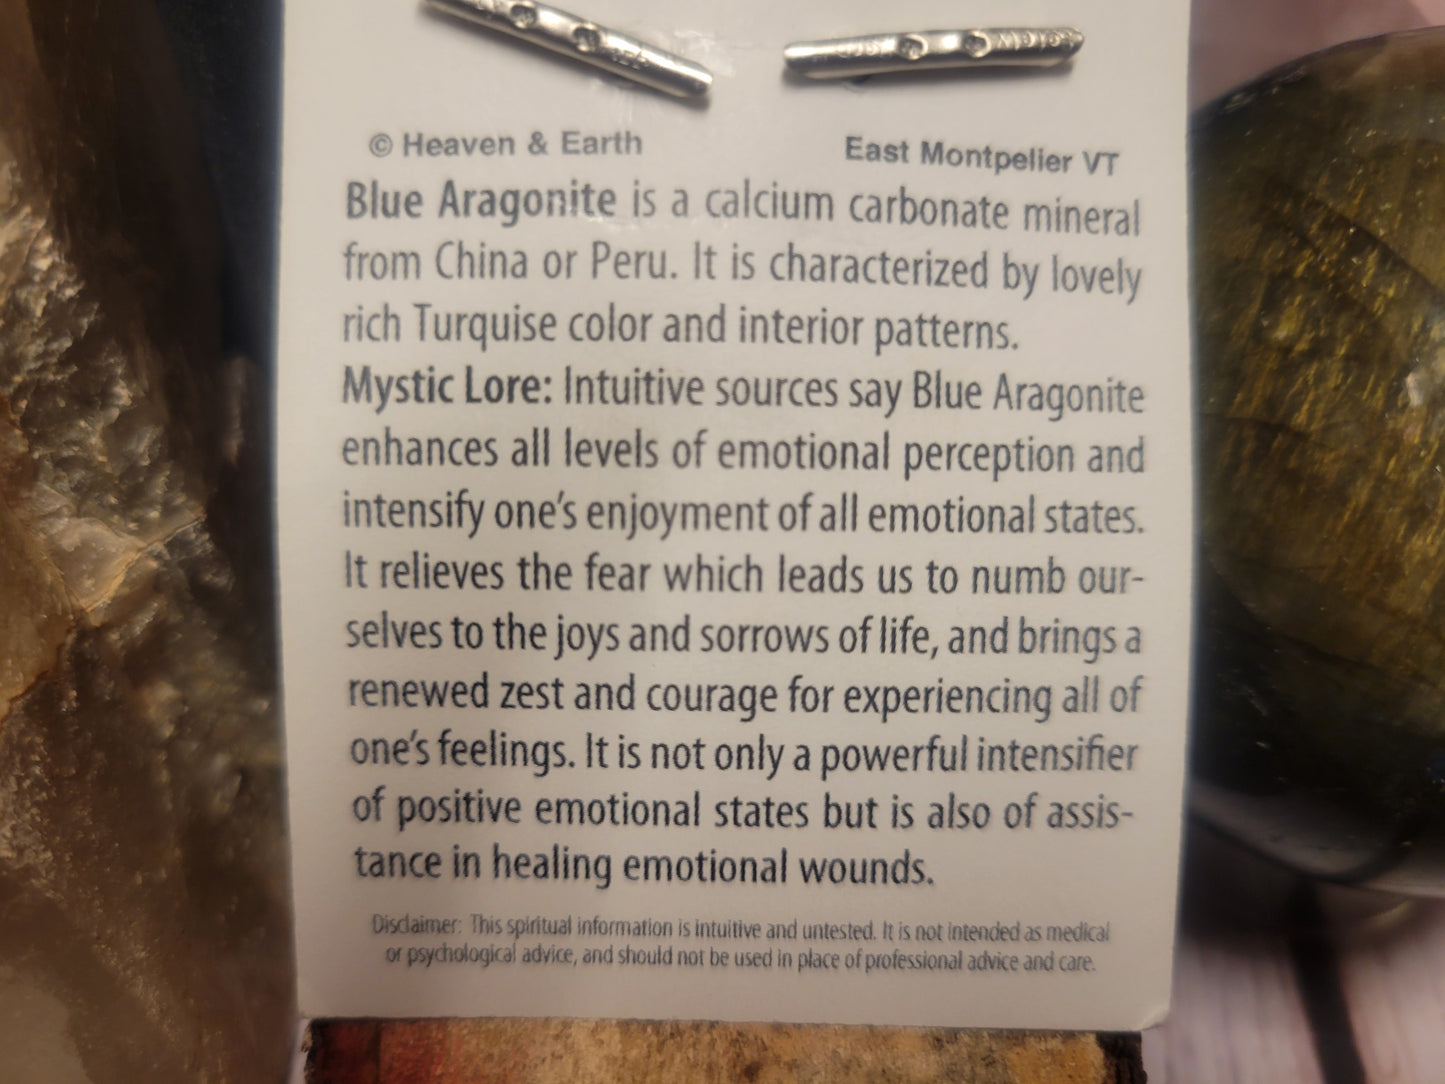 © Heaven & Earth East Montpelier VT
Blue Aragonite is a calcium carbonate mineral
from China or Peru. It is characterized by lovely
rich Turquise color and interior patterns.
Mystic Lore: Intuitive sources say Blue Aragonite
enhances all levels of emotional perception and
intensify one's enjoyment of all emotional states.
It relieves the fear which leads us to numb our-
selves to the joys and sorrows of life, and brings a
renewed zest and courage for experiencing all of
one's feelings. It is not only a powerful intensifier
of positive emotional states but is also of assis-
tance in healing emotional wounds.
Disclaimer: This spiritual information is intuitive and untested. It is not intended as medical
or psychological advice, and should not be used in place of professional advice and care.